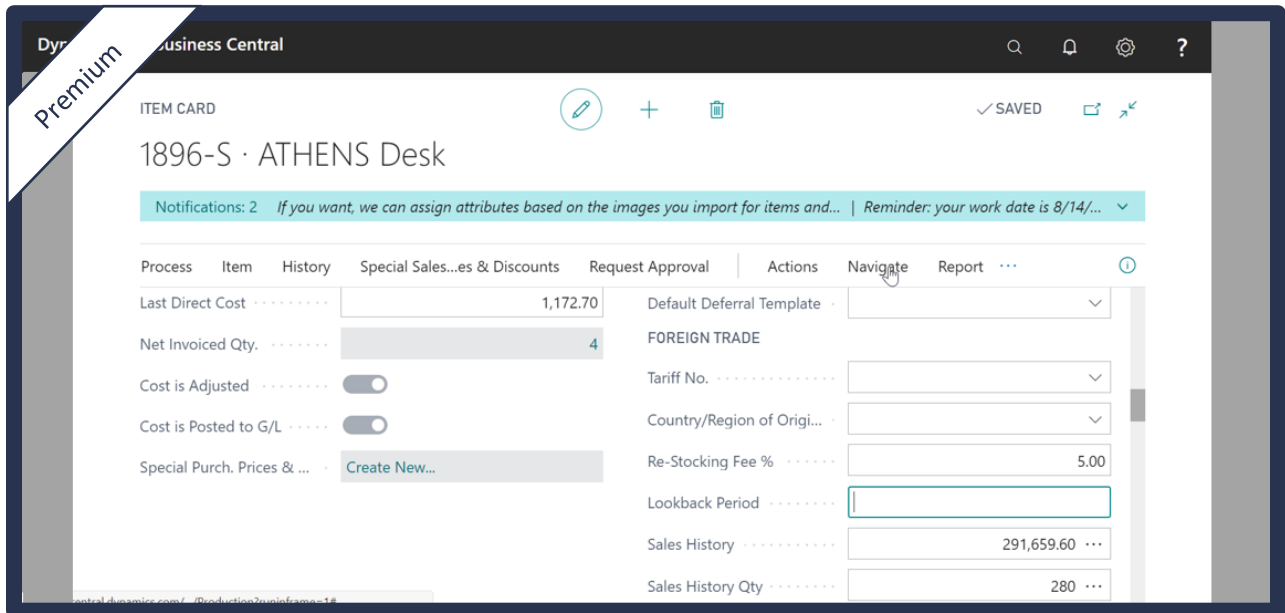 Dyn usiness Central
?
Premium
ITEM CARD
SAVED
1896-S · ATHENS Desk
Notifications: 2 If you want, we can assign attributes based on the images you import for items and... | Reminder: your work date is 8/14/...
Process Item History Special Sales...es & Discounts Request Approval Actions Navigate Report ...
Last Direct Cost 1,172.70
Default Deferral Template
Net Invoiced Qty. 4
FOREIGN TRADE
Cost is Adjusted
Tariff No.
Cost is Posted to G/L
Country/Region of Origi...
Special Purch. Prices & ... Create New...
Re-Stocking Fee % 5.00
Lookback Period
Sales History 291,659.60 ...
Sales History Qty 280 ...